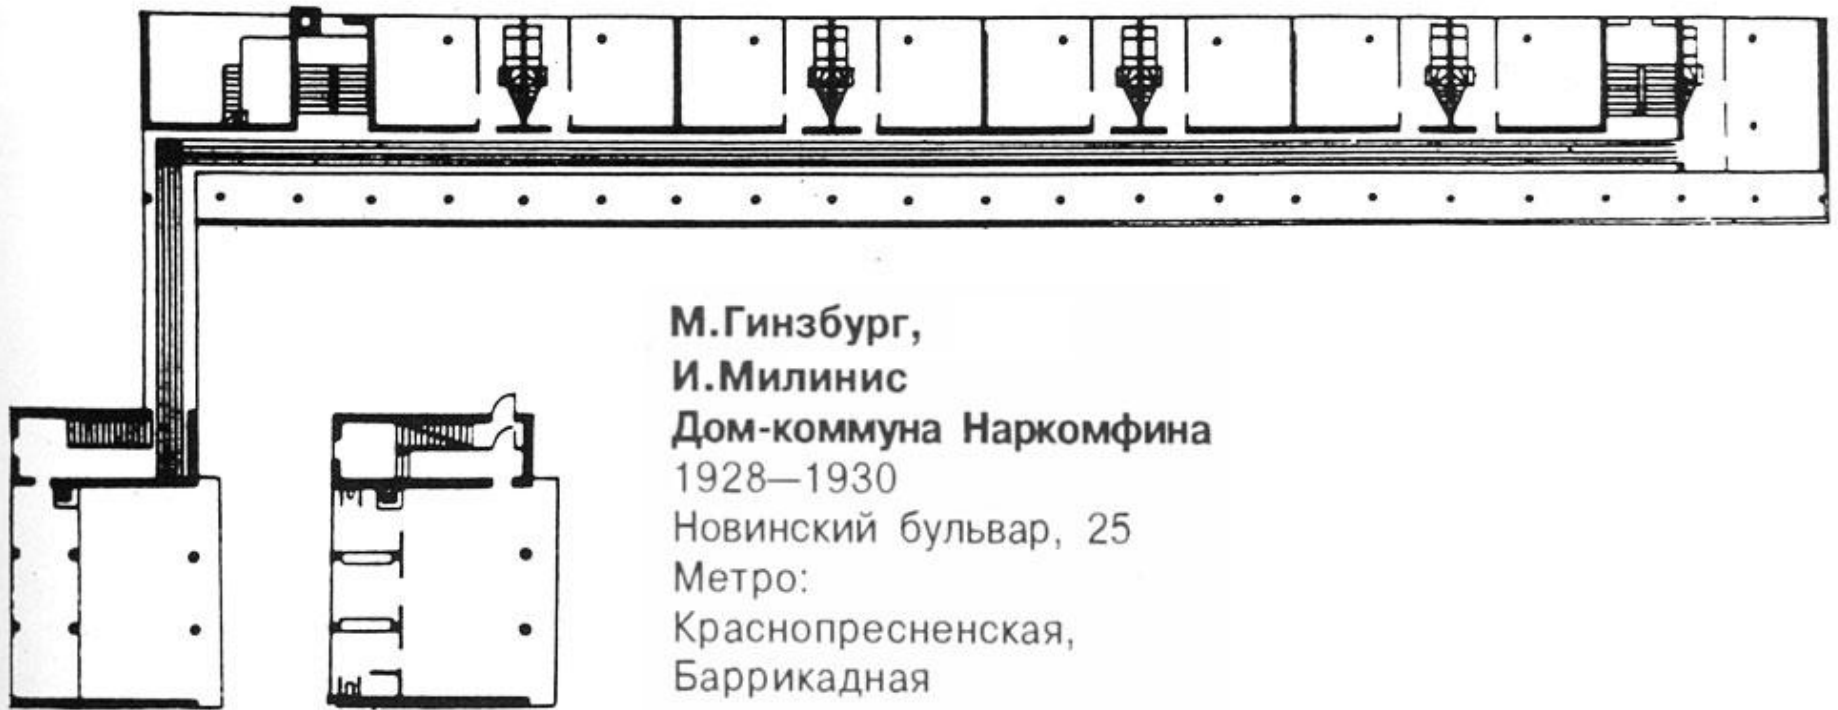 М.Гинзбург,
И.Милинис
Дом-коммуна Наркомфина
1928—1930
Новинский бульвар, 25
Метро:
Краснопресненская,
Баррикадная